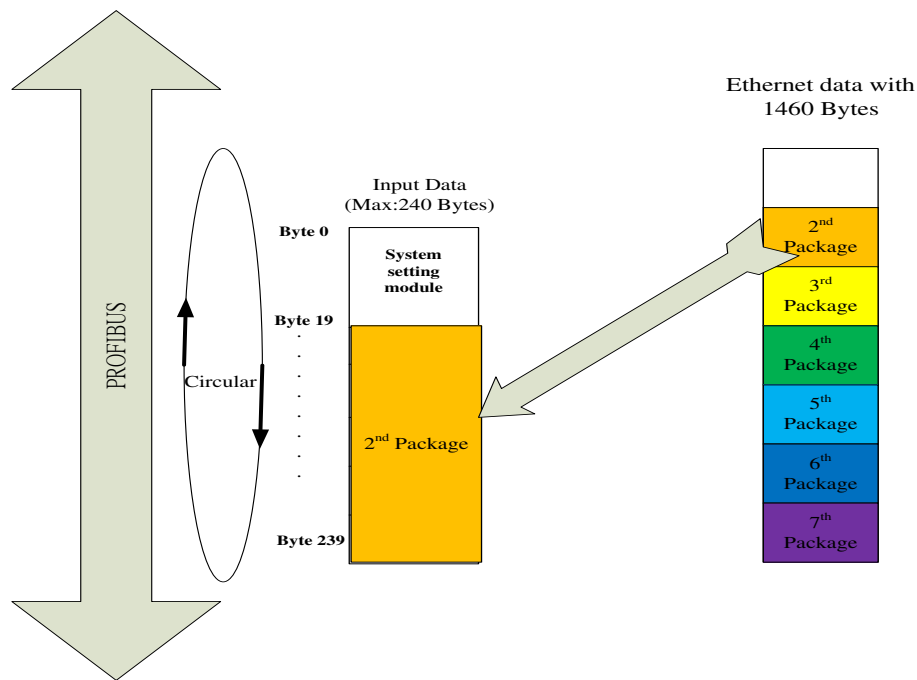 PROFIBUS
Circular
Input Data
(Max:240 Bytes)
Byte 0
System
setting
module
Byte 19
2nd Package
Byte 239
Ethernet data with
1460 Bytes
2nd
Package
3rd
Package
4th
Package
5th
Package
6th
Package
7th
Package